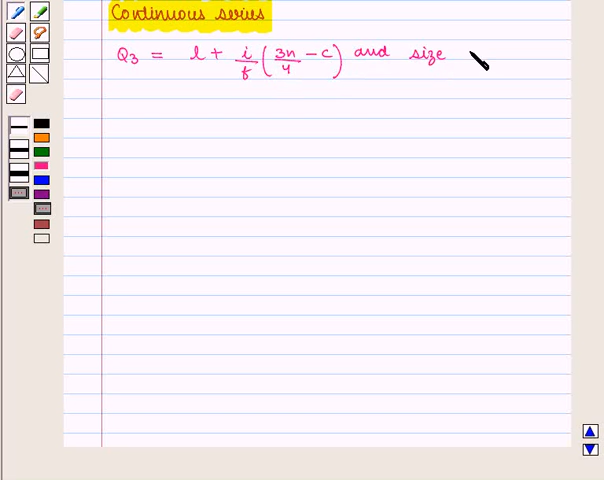 Continuous series
Q3 = l + i/f (3n/4 - c) and size